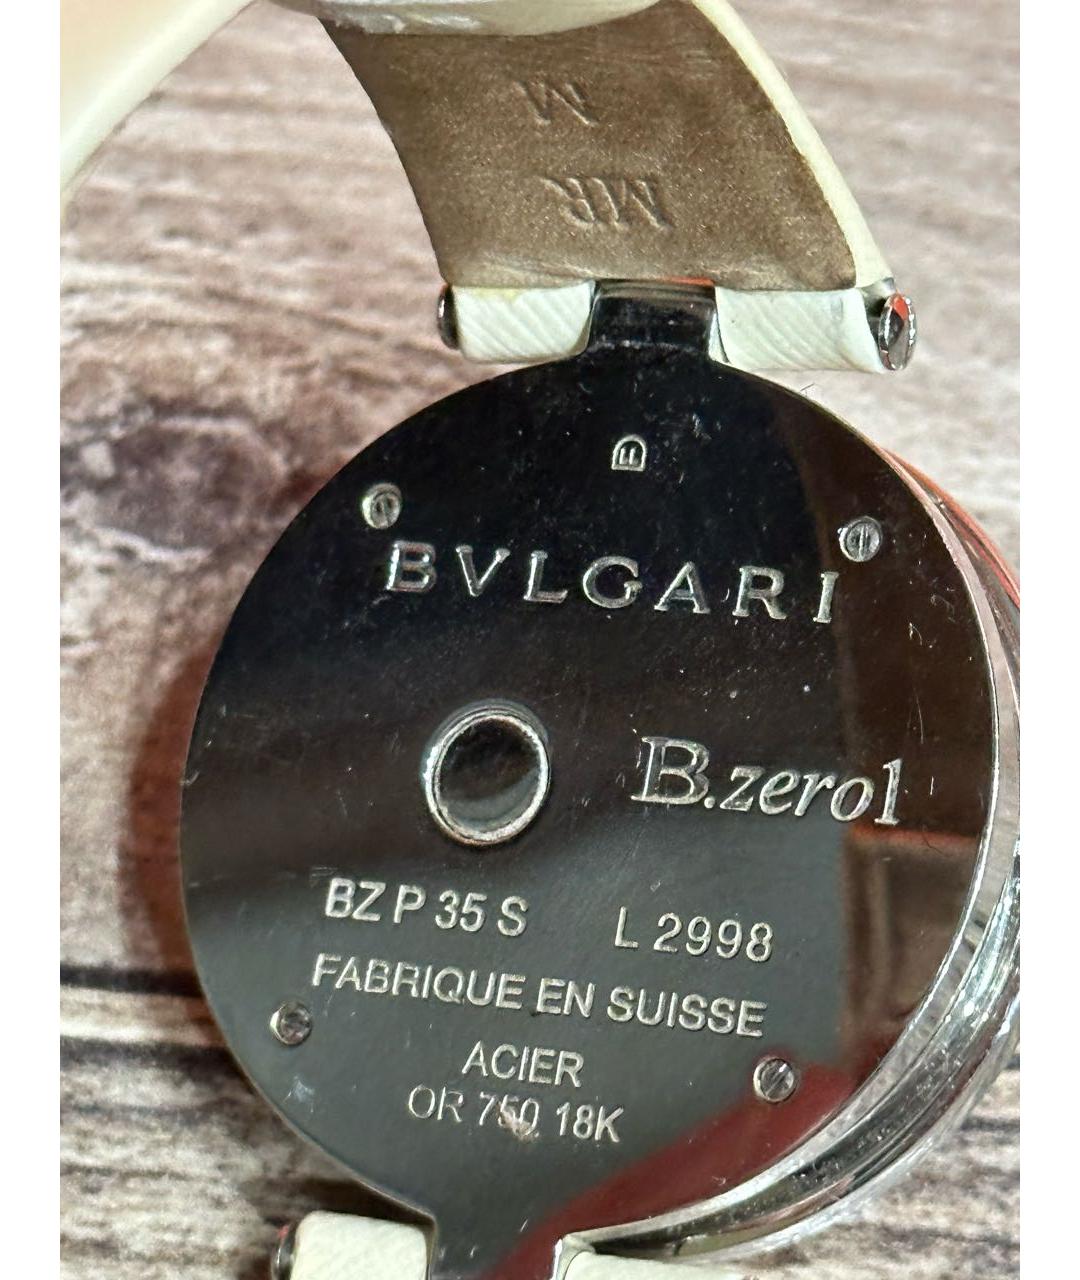 M
MR
BVLGARI
B.zero1
BZ P 35 S L 2998
FABRIQUE EN SUISSE
ACIER
OR 750 18K